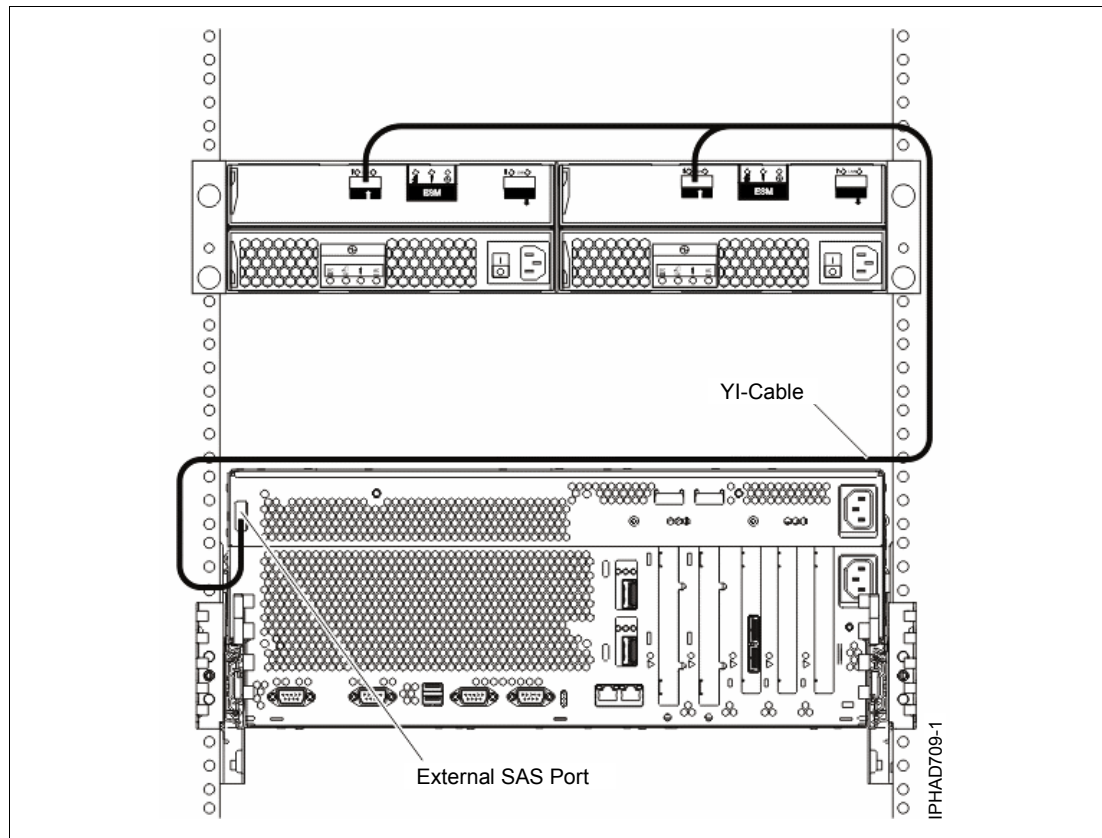 ESM
ESM
YI-Cable
External SAS Port
IPHAD709-1